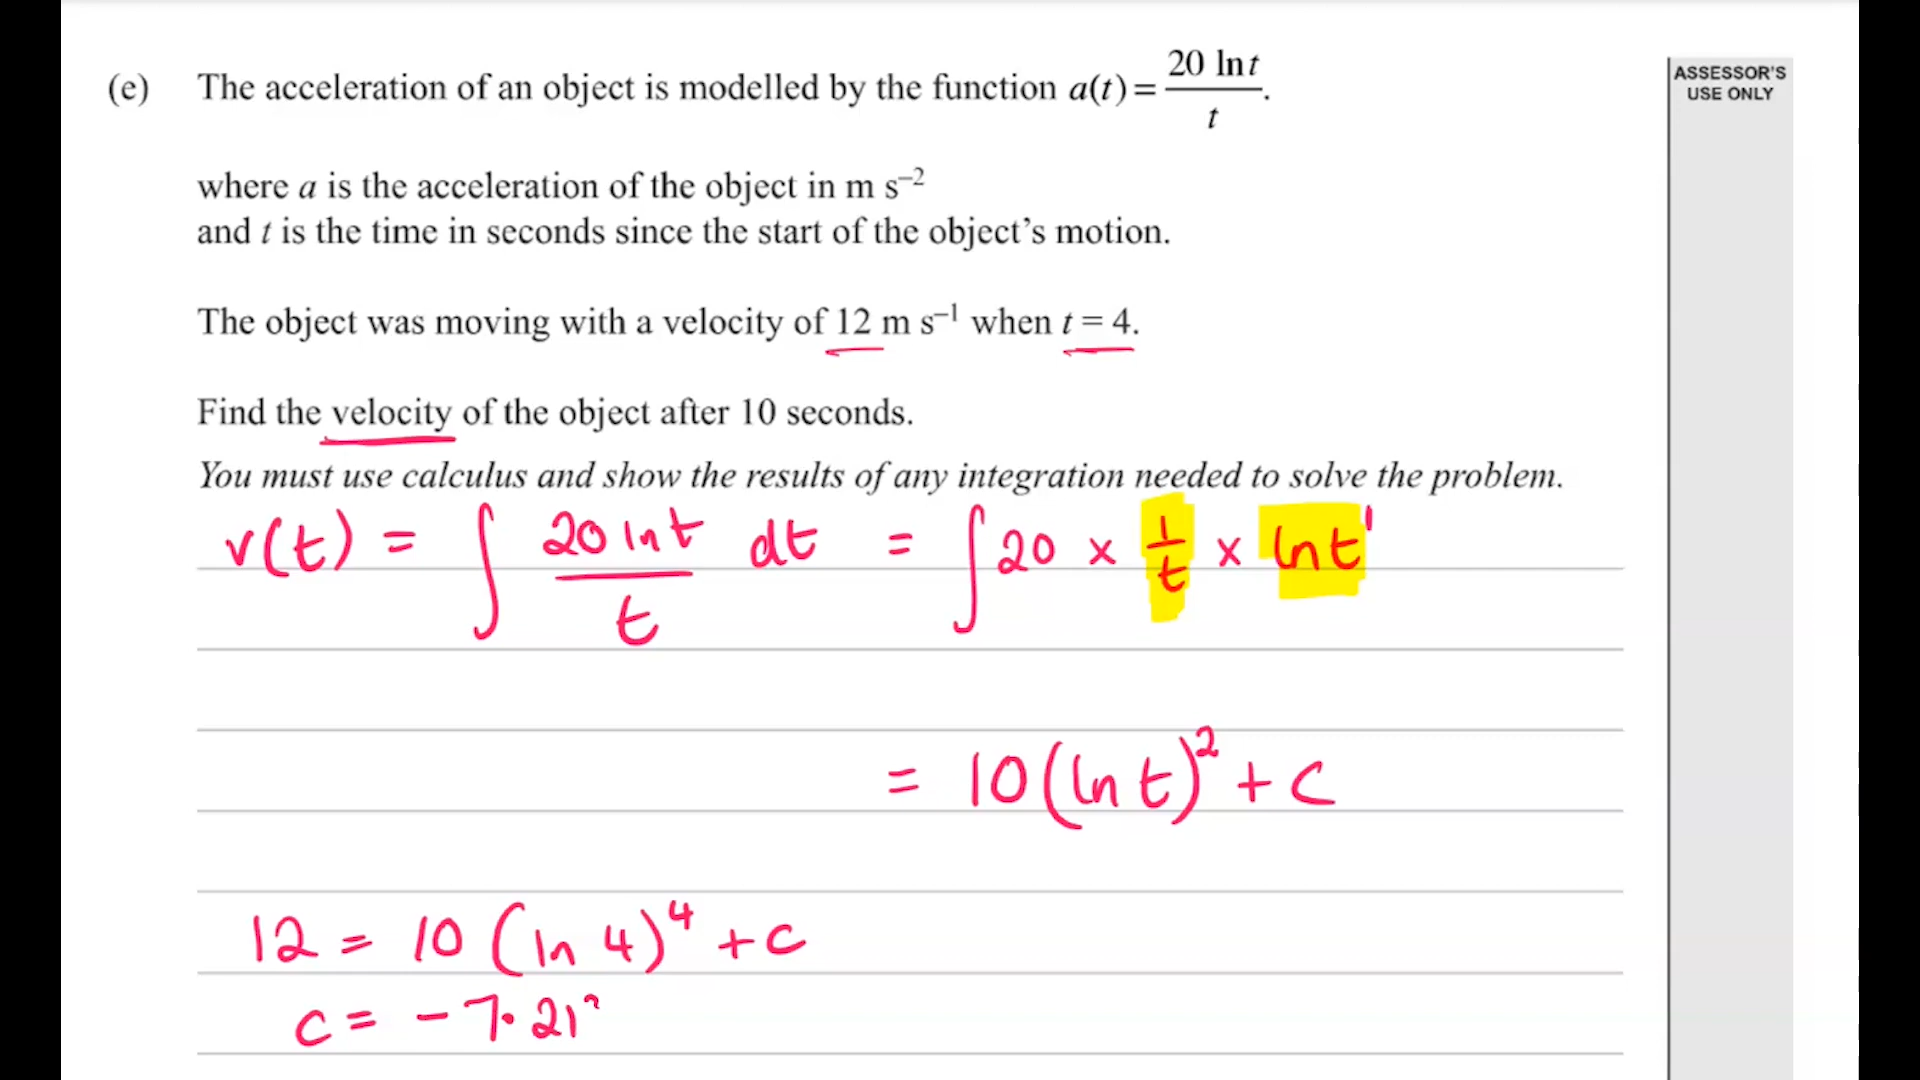 (e) The acceleration of an object is modelled by the function a(t) = 20 ln t / t.
ASSESSOR'S
USE ONLY
where a is the acceleration of the object in m s⁻²
and t is the time in seconds since the start of the object's motion.
The object was moving with a velocity of 12 m s⁻¹ when t = 4.
Find the velocity of the object after 10 seconds.
You must use calculus and show the results of any integration needed to solve the problem.
v(t) = ∫ 20 ln t / t dt = ∫ 20 × 1/t × ln t¹
= 10(ln t)² + c
12 = 10 (ln 4)⁴ + c
c = -7.21